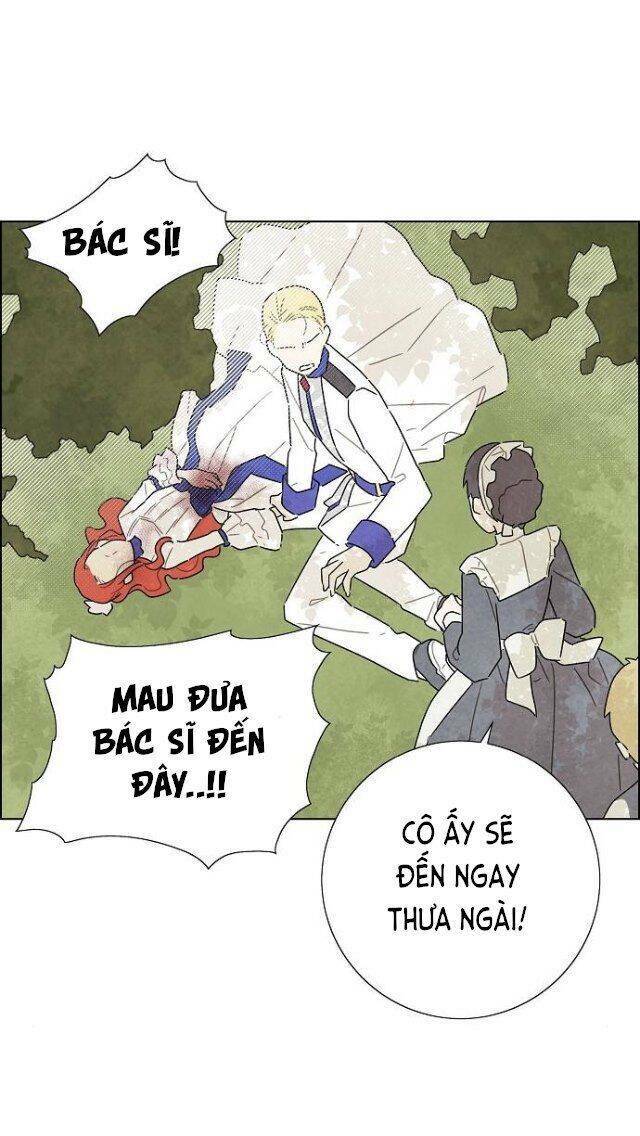 BÁC SĨ!
MAU ĐƯA
BÁC SĨ ĐẾN
ĐÂY..!!
CÔ ẤY SẼ
ĐẾN NGAY
THƯA NGÀI!